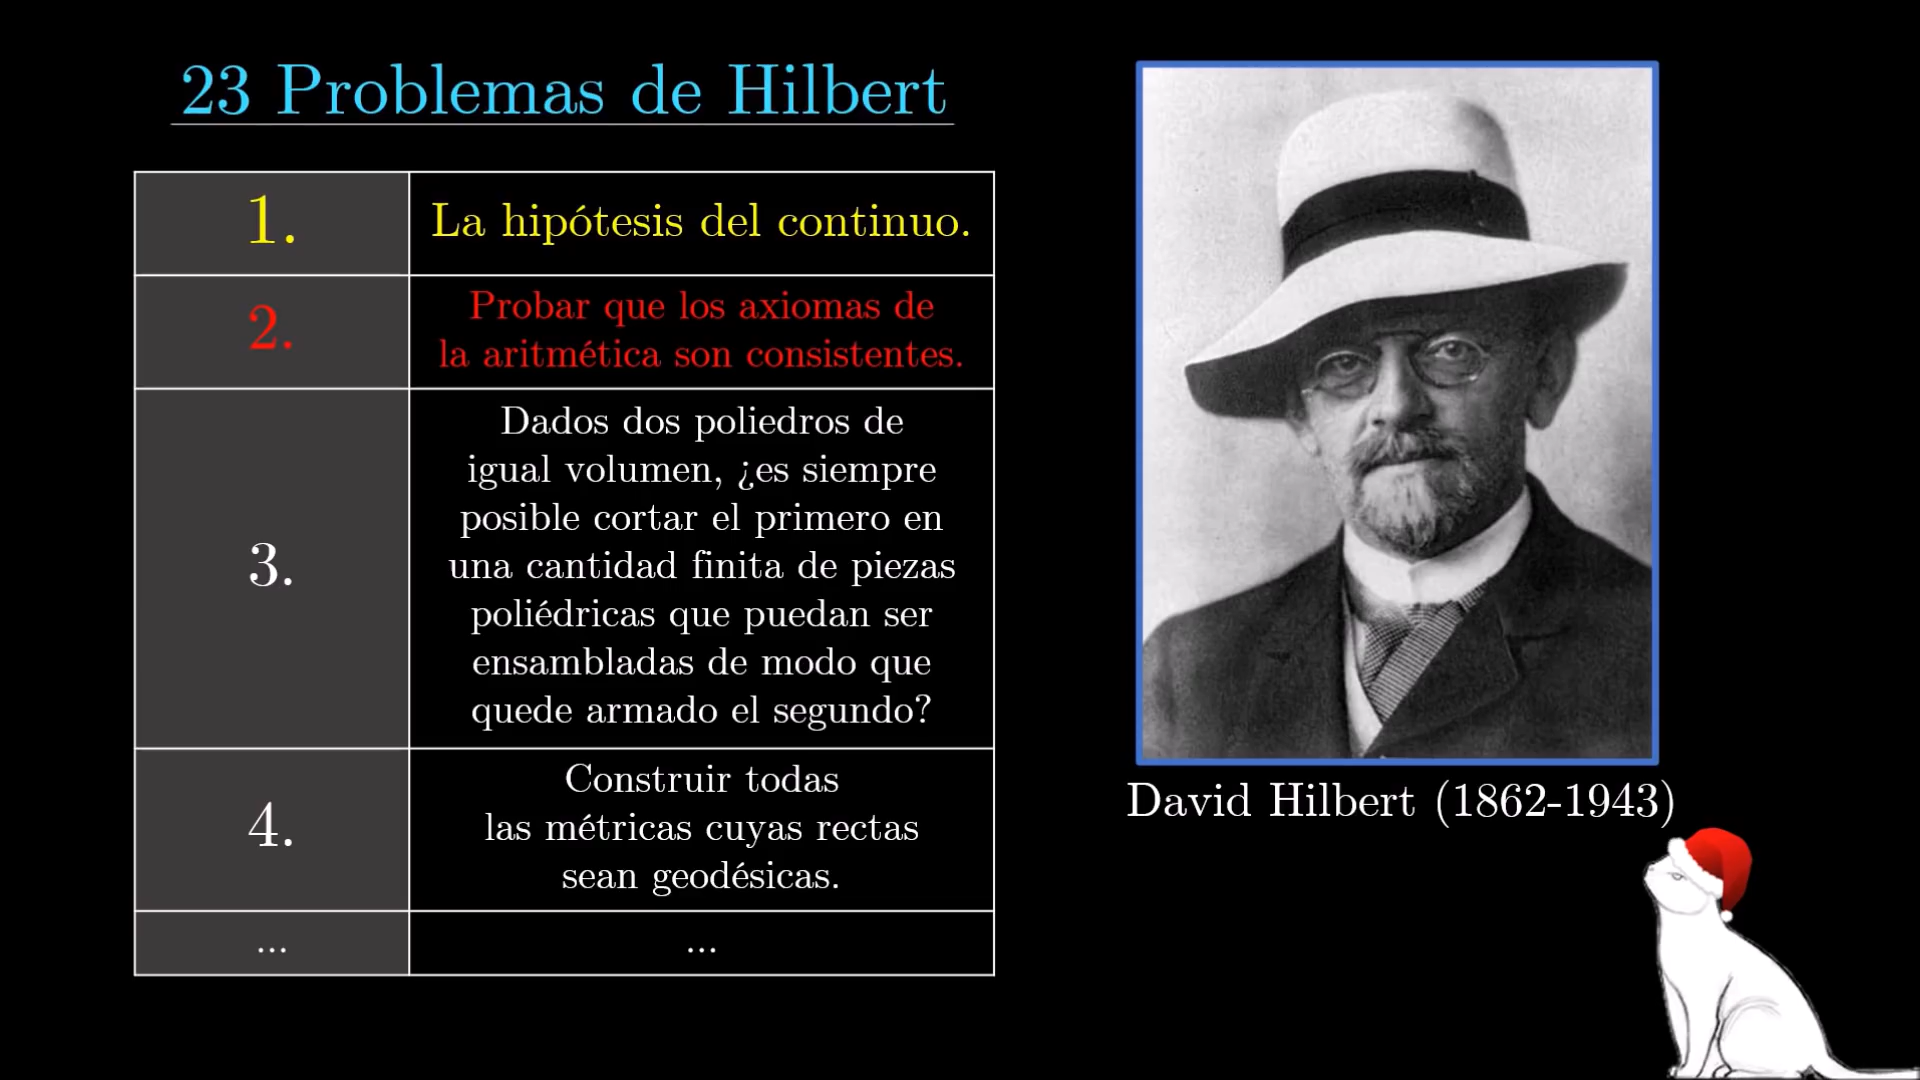 23 Problemas de Hilbert
1.
La hipótesis del continuo.
2.
Probar que los axiomas de
la aritmética son consistentes.
3.
Dados dos poliedros de
igual volumen, ¿es siempre
posible cortar el primero en
una cantidad finita de piezas
poliédricas que puedan ser
ensambladas de modo que
quede armado el segundo?
4.
Construir todas
las métricas cuyas rectas
sean geodésicas.
...
...
David Hilbert (1862-1943)